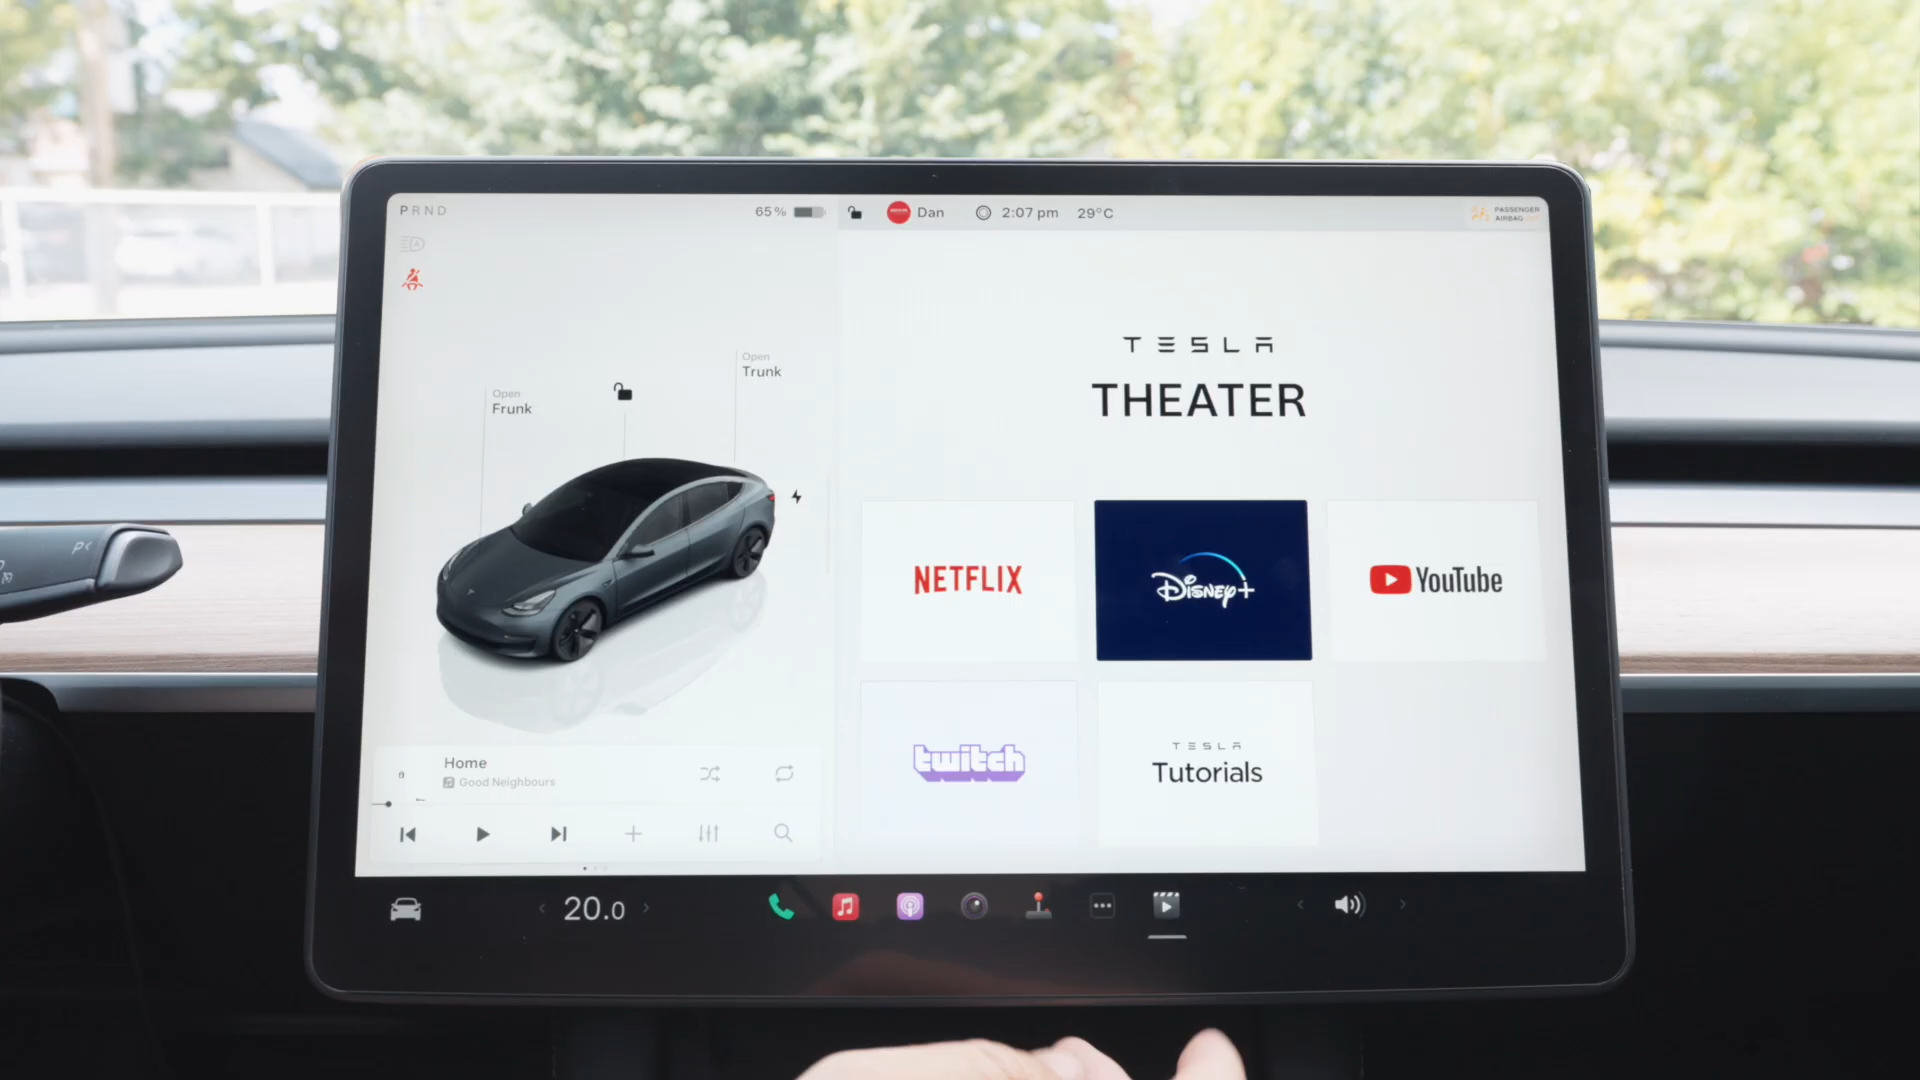 P R N D
65 %
Dan
2:07 pm
29°C
PASSENGER
AIRBAG
Open
Trunk
Open
Frunk
TESLA
THEATER
NETFLIX
Disney+
YouTube
twitch
TESLA
Tutorials
Home
Good Neighbours
20.0
P